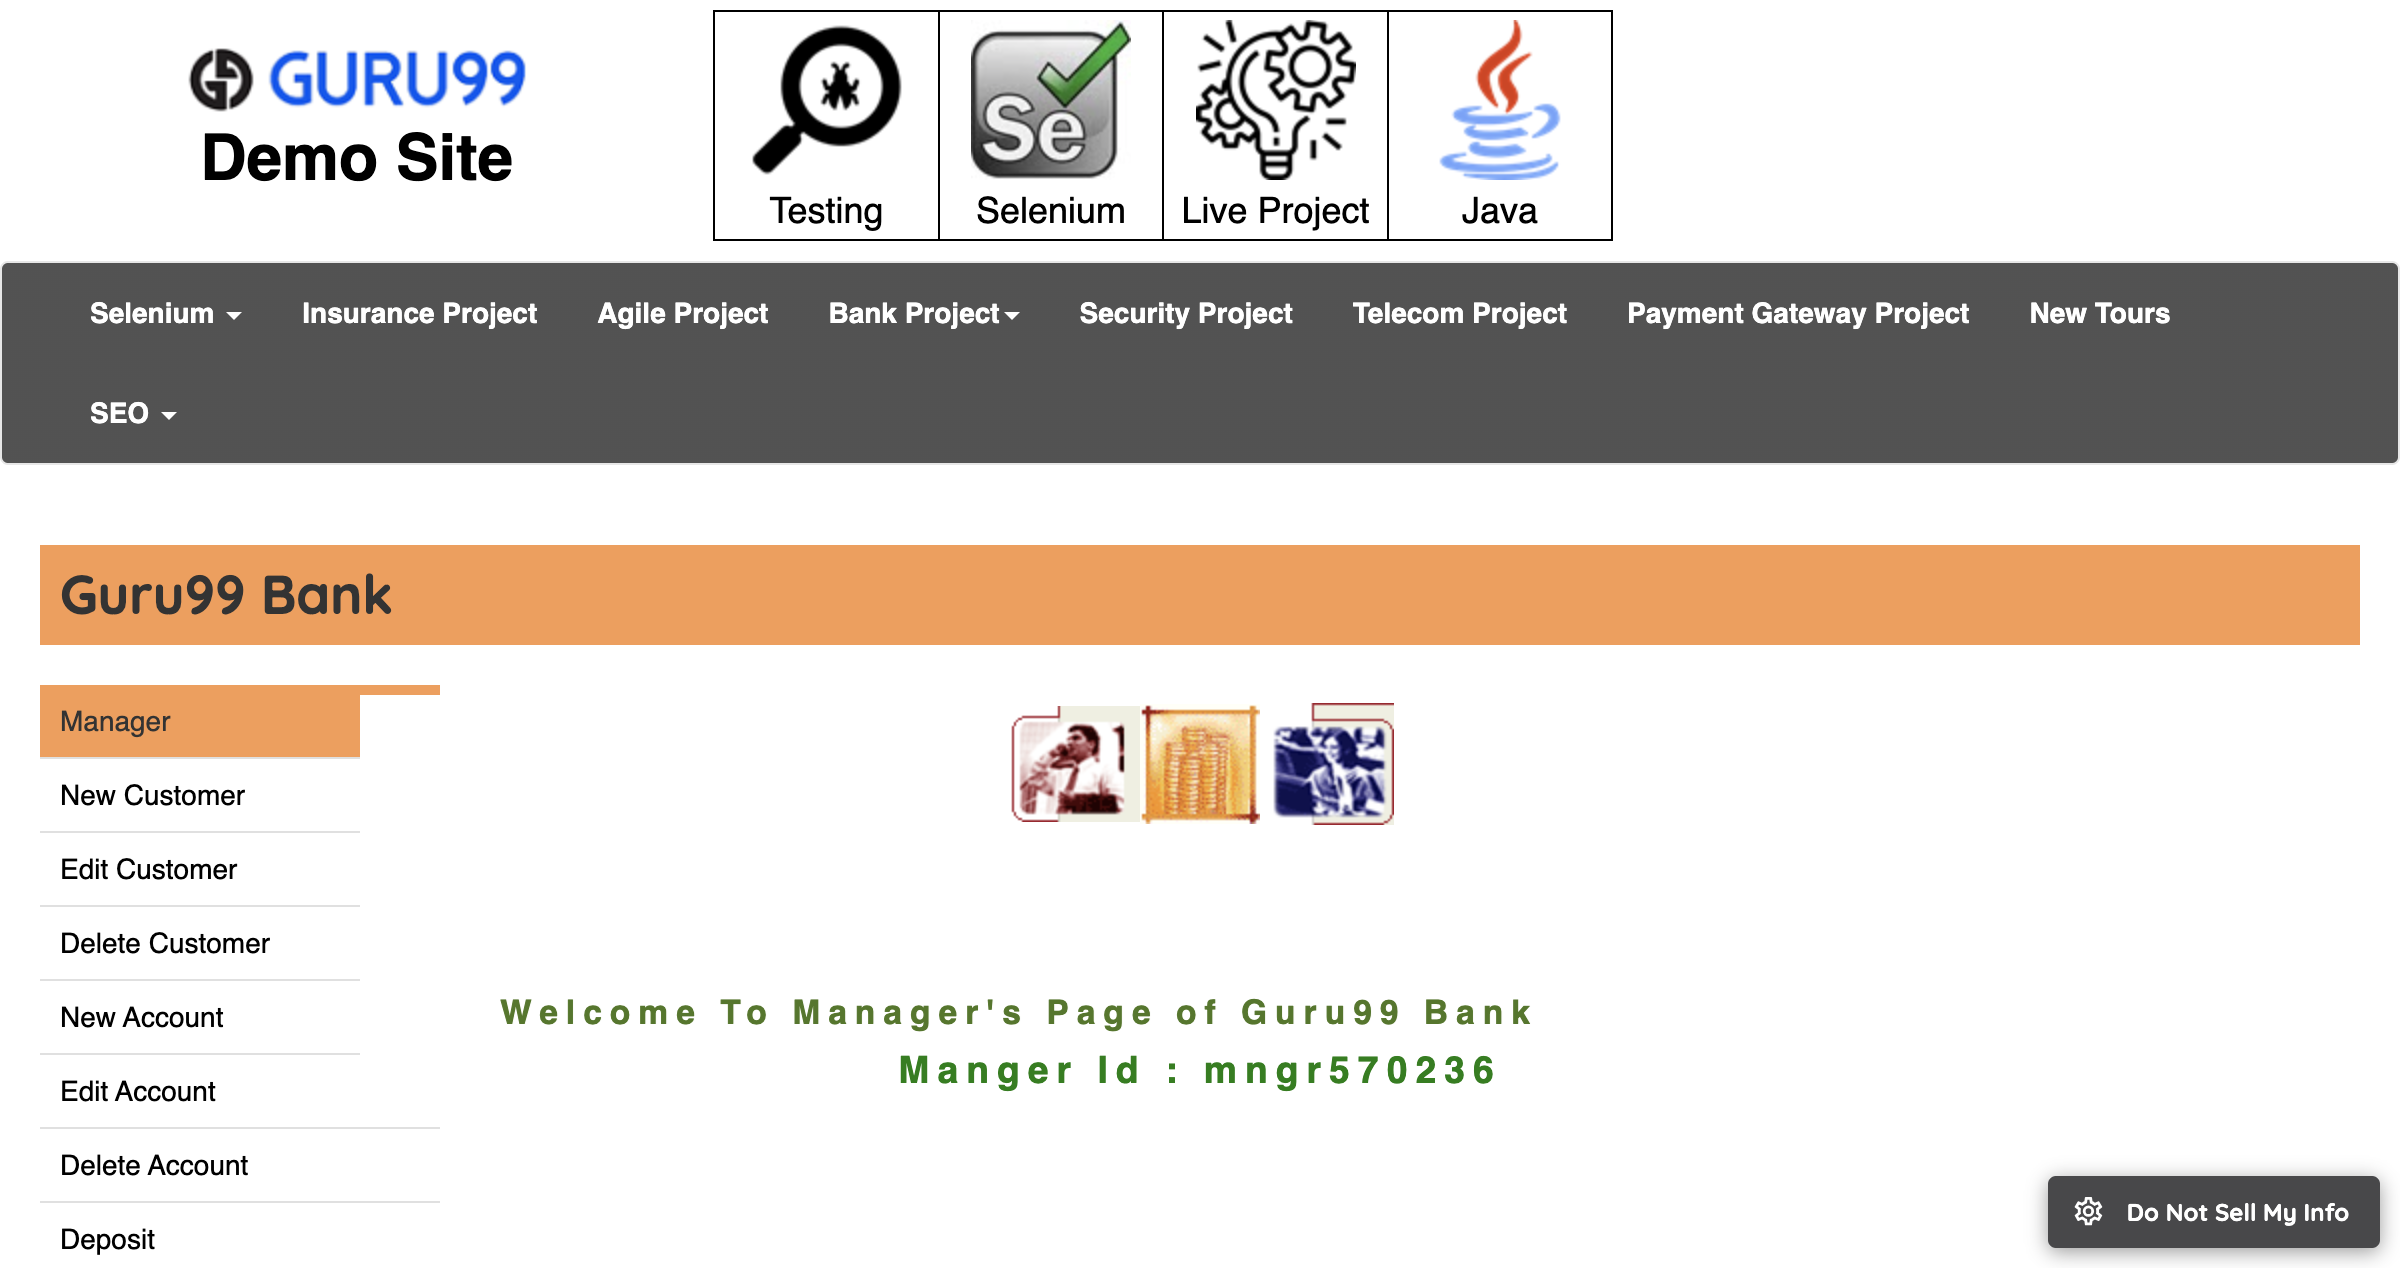 GURU99
Demo Site
Testing
Se
Selenium
Live Project
Java
Selenium
Insurance Project
Agile Project
Bank Project
Security Project
Telecom Project
Payment Gateway Project
New Tours
SEO
Guru99 Bank
Manager
New Customer
Edit Customer
Delete Customer
New Account
Edit Account
Delete Account
Deposit
Welcome To Manager's Page of Guru99 Bank
Manger Id : mngr570236
Do Not Sell My Info